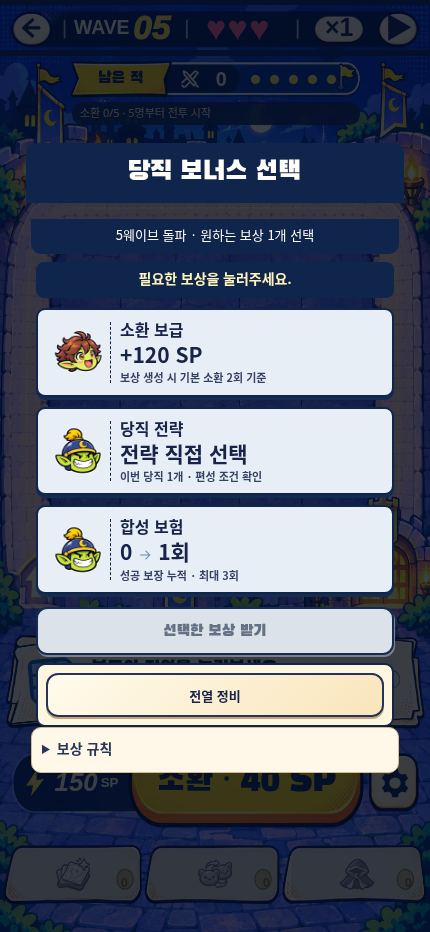 WAVE 05
×1
남은 적
0
소환 0/5 · 5명부터 전투 시작
당직 보너스 선택
5웨이브 돌파 · 원하는 보상 1개 선택
필요한 보상을 눌러주세요.
소환 보급
+120 SP
보상 생성 시 기본 소환 2회 기준
당직 전략
전략 직접 선택
이번 당직 1개 · 편성 조건 확인
합성 보험
0 → 1회
성공 보장 누적 · 최대 3회
선택한 보상 받기
전열 정비
▶ 보상 규칙
150 SP
소환 · 40 SP
0
0
0